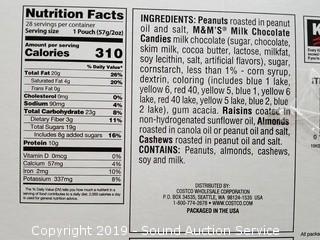 Nutrition Facts
28 servings per container
Serving size 1 Pouch (57g/2oz)
Amount per serving
Calories 310
% Daily Value*
Total Fat 20g 26%
Saturated Fat 4g 20%
Trans Fat 0g
Cholesterol 0mg 0%
Sodium 90mg 4%
Total Carbohydrate 23g 8%
Dietary Fiber 3g 11%
Total Sugars 19g
Includes 8g added sugars 16%
Protein 10g
Vitamin D 0mcg 0%
Calcium 57mg 4%
Iron 2mg 10%
Potassium 337mg 8%
INGREDIENTS: Peanuts roasted in peanut
oil and salt, M&M'S® Milk Chocolate
Candies milk chocolate (sugar, chocolate,
skim milk, cocoa butter, lactose, milkfat,
soy lecithin, salt, artificial flavors), sugar,
cornstarch, less than 1% - corn syrup,
dextrin, coloring (includes blue 1 lake,
yellow 6, red 40, yellow 5, blue 1, yellow 6
lake, red 40 lake, yellow 5 lake, blue 2, blue
2 lake), gum acacia. Raisins coated in
non-hydrogenated sunflower oil, Almonds
roasted in canola oil or peanut oil and salt,
Cashews roasted in peanut oil and salt.
CONTAINS: Peanuts, almonds, cashews,
soy and milk.
DISTRIBUTED BY:
COSTCO WHOLESALE CORPORATION
P.O. BOX 34535, SEATTLE, WA 98124-1535 USA
1-800-774-2678 • WWW.COSTCO.COM
PACKAGED IN THE USA
Copyright 2019 - Auction Nation